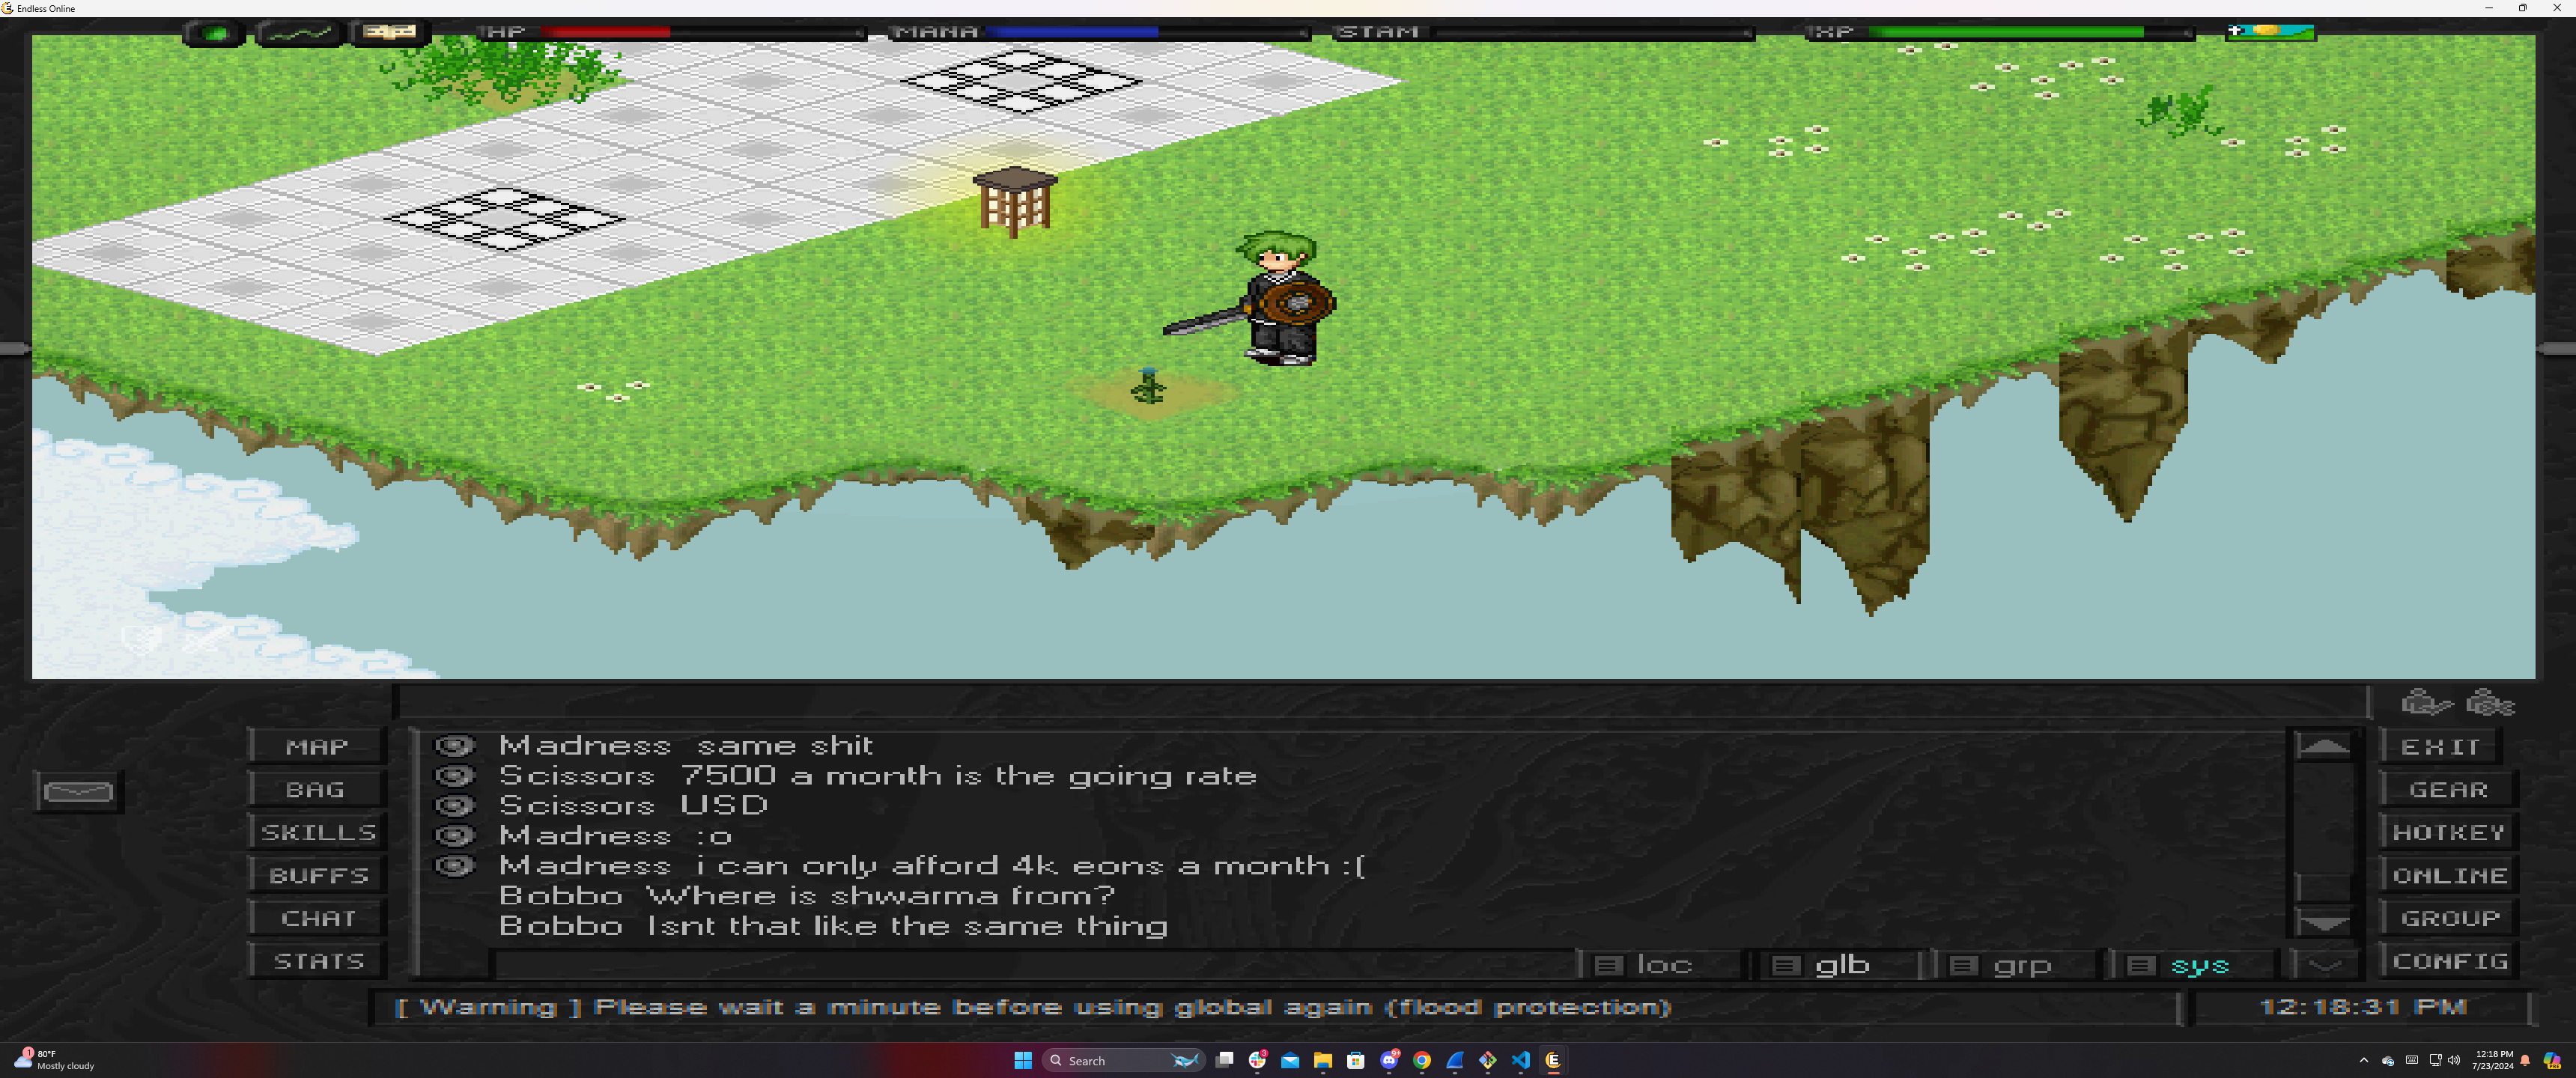 Endless Online
HP
MANA
STAM
XP
MAP
BAG
SKILLS
BUFFS
CHAT
STATS
Madness same shit
Scissors 7500 a month is the going rate
Scissors USD
Madness :o
Madness i can only afford 4k eons a month :(
Bobbo Where is shwarma from?
Bobbo Isnt that like the same thing
EXIT
GEAR
HOTKEY
ONLINE
GROUP
CONFIG
loc glb grp sys
[ Warning ] Please wait a minute before using global again (flood protection)
12:18:31 PM
1
80°F
Mostly cloudy
Search
3
9+
E
12:18 PM
7/23/2024
PRE